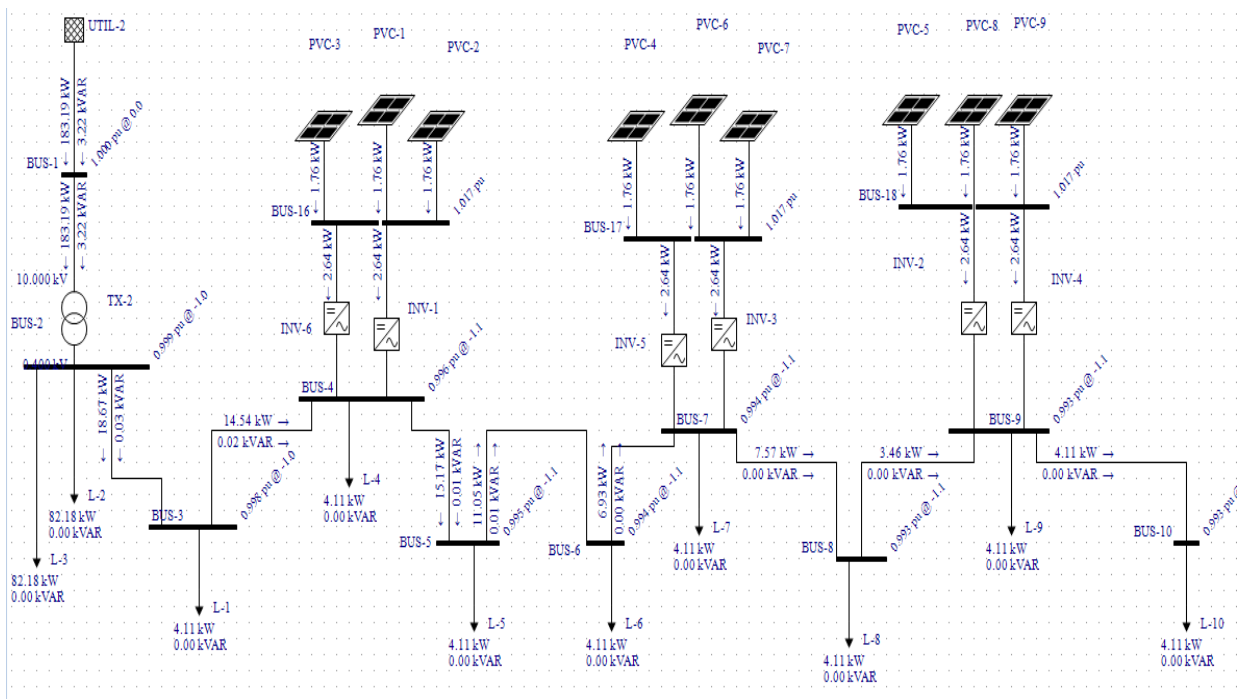 UTIL-2
↓ 183.19 kW
↓ 3.22 kVAR
BUS-1
1.000 pu @ 0.0
↓ 183.19 kW
↓ 3.22 kVAR
10.000 kV
TX-2
BUS-2
0.400 kV
0.999 pu @ -1.0
↓ 18.67 kW
↓ 0.03 kVAR
L-2
82.18 kW
0.00 kVAR
L-3
82.18 kW
0.00 kVAR
BUS-3
0.998 pu @ -1.0
L-1
4.11 kW
0.00 kVAR
14.54 kW →
0.02 kVAR →
PVC-3
PVC-1
PVC-2
↓ 1.76 kW
↓ 1.76 kW
↓ 1.76 kW
BUS-16
1.017 pu
↓ 2.64 kW
↓ 2.64 kW
INV-6
INV-1
BUS-4
0.996 pu @ -1.1
L-4
4.11 kW
0.00 kVAR
↓ 15.17 kW
↓ 0.01 kVAR
11.05 kW →
0.01 kVAR →
BUS-5
0.995 pu @ -1.1
L-5
4.11 kW
0.00 kVAR
BUS-6
0.994 pu @ -1.1
L-6
4.11 kW
0.00 kVAR
6.93 kW →
0.00 kVAR →
PVC-4
PVC-6
PVC-7
↓ 1.76 kW
↓ 1.76 kW
↓ 1.76 kW
BUS-17
1.017 pu
↓ 2.64 kW
↓ 2.64 kW
INV-5
INV-3
BUS-7
0.994 pu @ -1.1
L-7
4.11 kW
0.00 kVAR
7.57 kW →
0.00 kVAR →
BUS-8
0.993 pu @ -1.1
L-8
4.11 kW
0.00 kVAR
3.46 kW →
0.00 kVAR →
PVC-5
PVC-8
PVC-9
↓ 1.76 kW
↓ 1.76 kW
↓ 1.76 kW
BUS-18
1.017 pu
↓ 2.64 kW
↓ 2.64 kW
INV-2
INV-4
BUS-9
0.993 pu @ -1.1
L-9
4.11 kW
0.00 kVAR
4.11 kW →
0.00 kVAR →
BUS-10
0.993 pu @
L-10
4.11 kW
0.00 kVAR